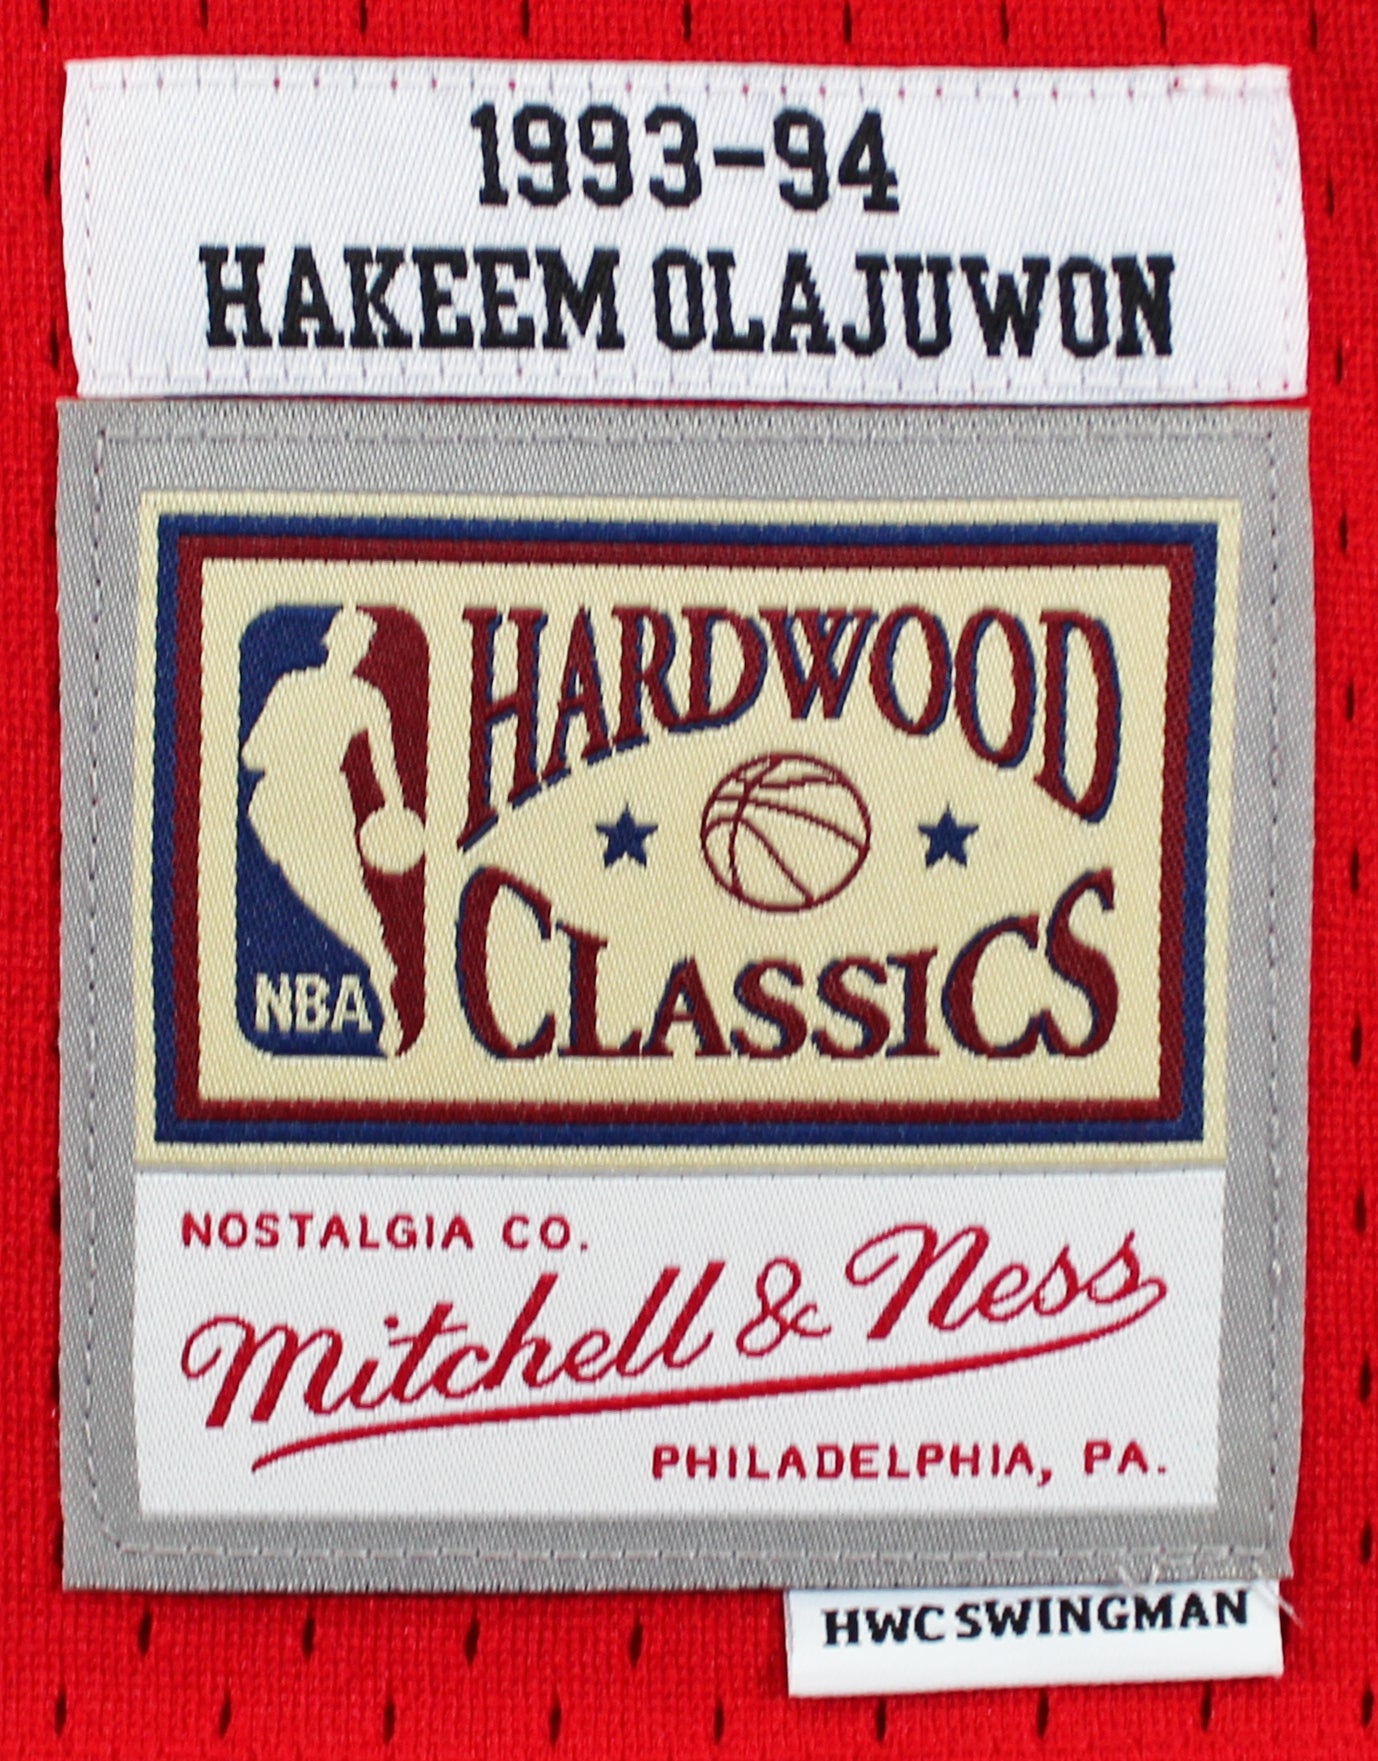 1993-94
HAKEEM OLAJUWON
HARDWOOD
CLASSICS
NBA
NOSTALGIA CO.
Mitchell & Ness
PHILADELPHIA, PA.
HWC SWINGMAN